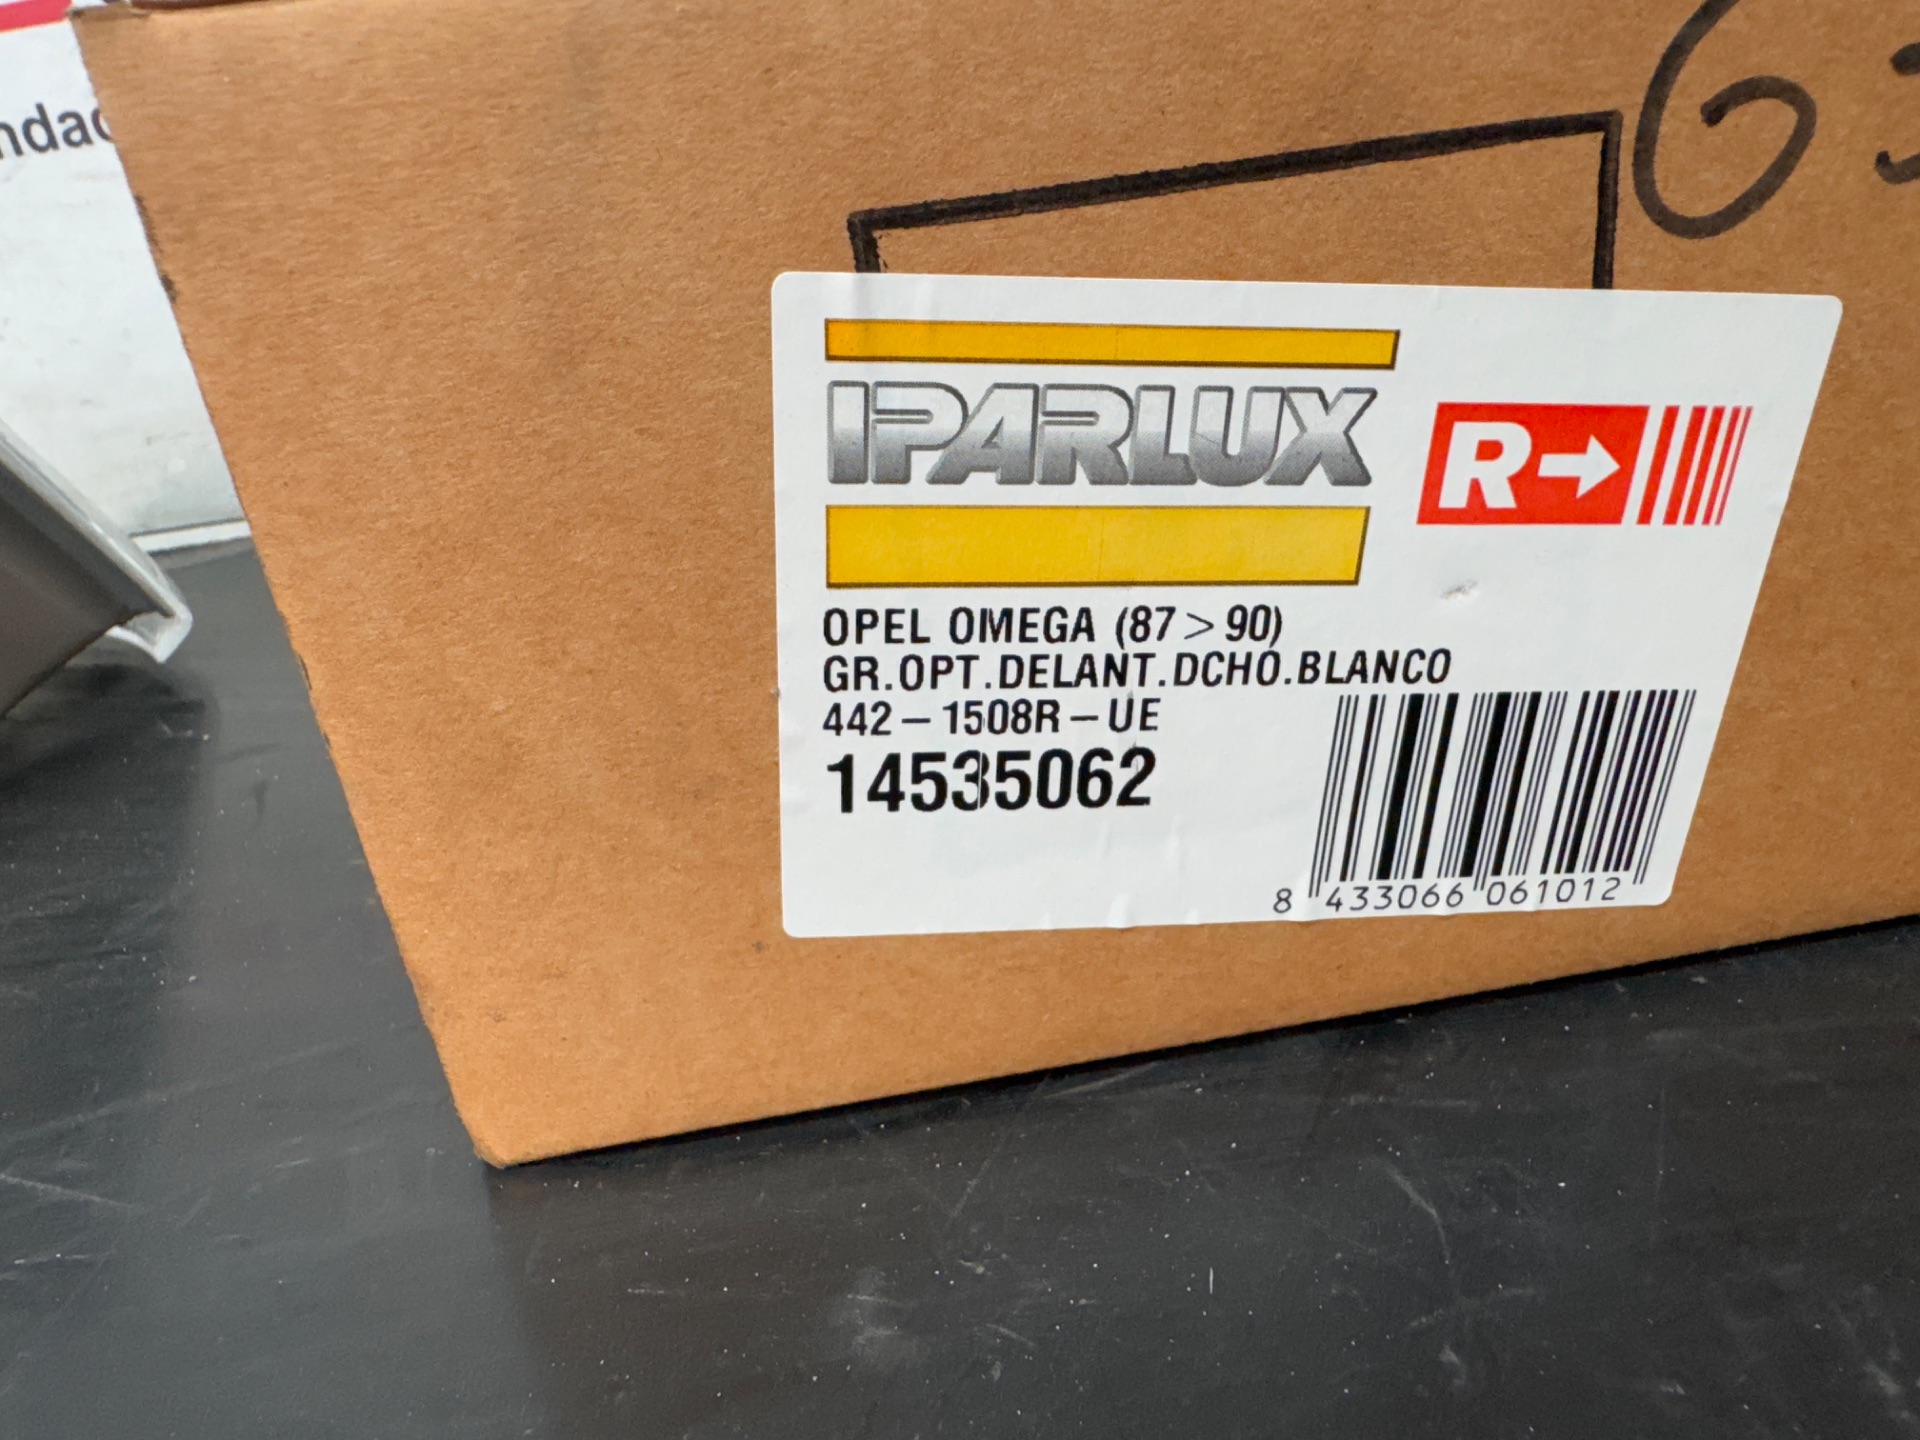 IPARLUX
R→
OPEL OMEGA (87 > 90)
GR.OPT.DELANT.DCHO.BLANCO
442-1508R-UE
14535062
8 433066 061012